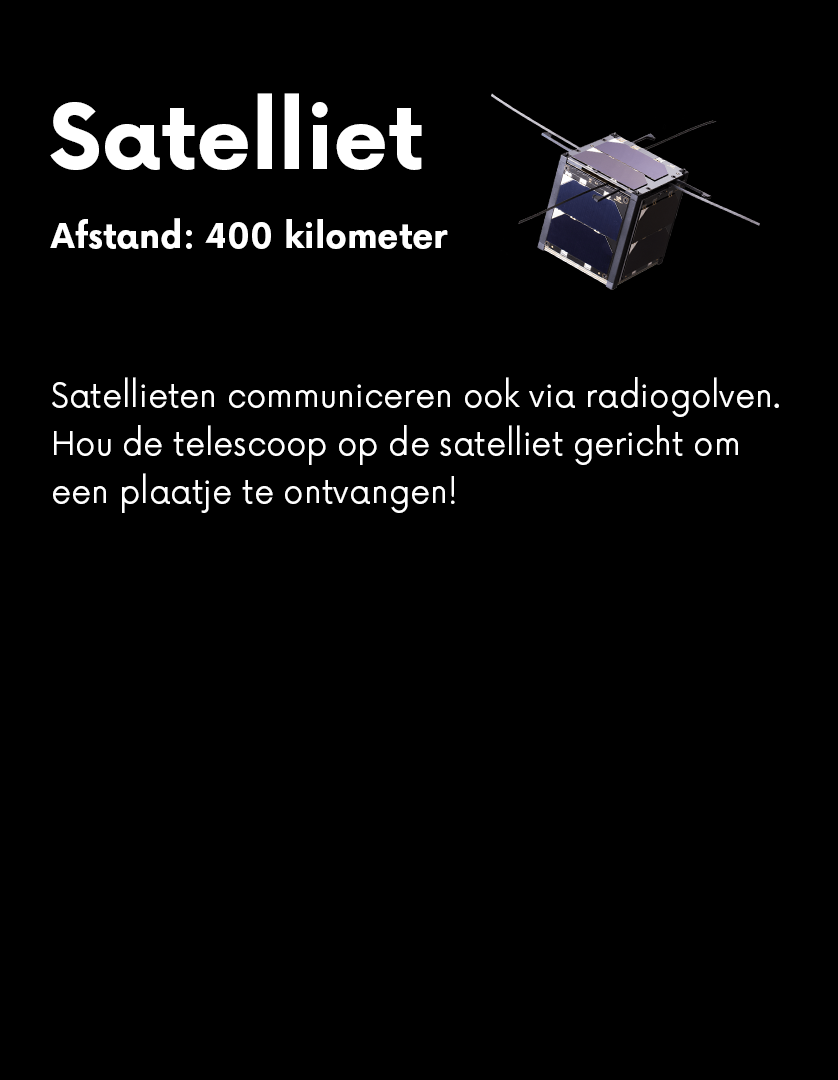 Satelliet
Afstand: 400 kilometer
Satellieten communiceren ook via radiogolven.
Hou de telescoop op de satelliet gericht om
een plaatje te ontvangen!